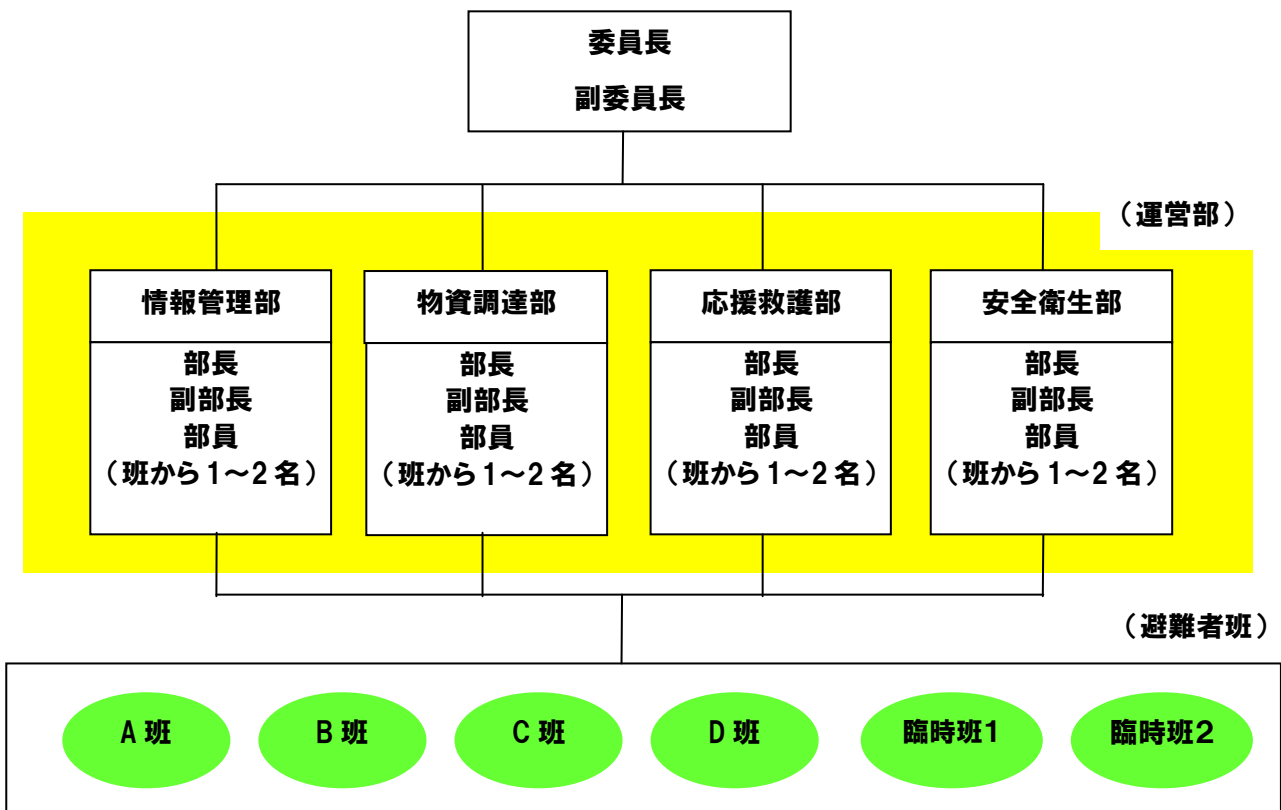 委員長
副委員長
（運営部）
情報管理部
部長
副部長
部員
（班から1～2名）
物資調達部
部長
副部長
部員
（班から1～2名）
応援救護部
部長
副部長
部員
（班から1～2名）
安全衛生部
部長
副部長
部員
（班から1～2名）
（避難者班）
A班
B班
C班
D班
臨時班1
臨時班2